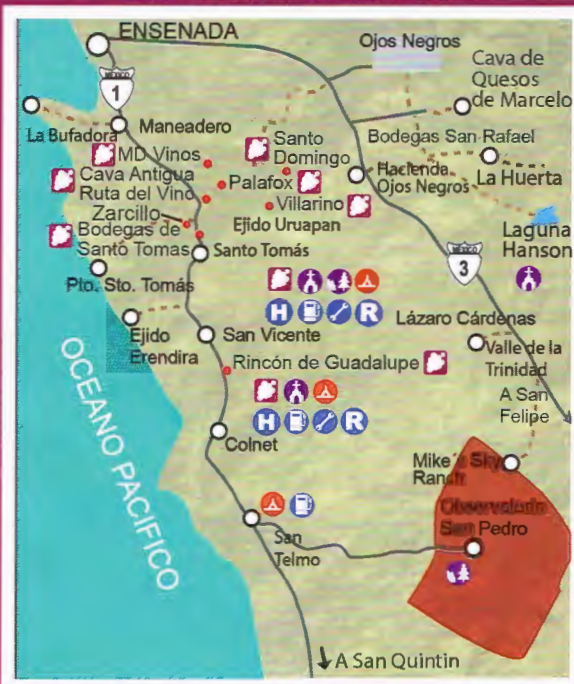 ENSENADA
Ojos Negros
Cava de
Quesos
de Marcelo
MEXICO
1
La Bufadora
Maneadero
MD Vinos
Santo
Domingo
Bodegas San Rafael
Cava Antigua
Ruta del Vino
Palafox
Hacienda
Ojos Negros
La Huerta
Zarcillo
Villarino
Ejido Uruapan
Bodegas de
Santo Tomas
Laguna
Hanson
Santo Tomás
MEXICO
3
Pto. Sto. Tomás
H
R
Lázaro Cárdenas
Ejido
Erendira
San Vicente
Valle de la
Trinidad
Rincón de Guadalupe
A San
Felipe
OCEANO PACIFICO
H
R
Colnet
Mike's Sky
Ranch
Observatorio
San Pedro
San
Telmo
A San Quintin